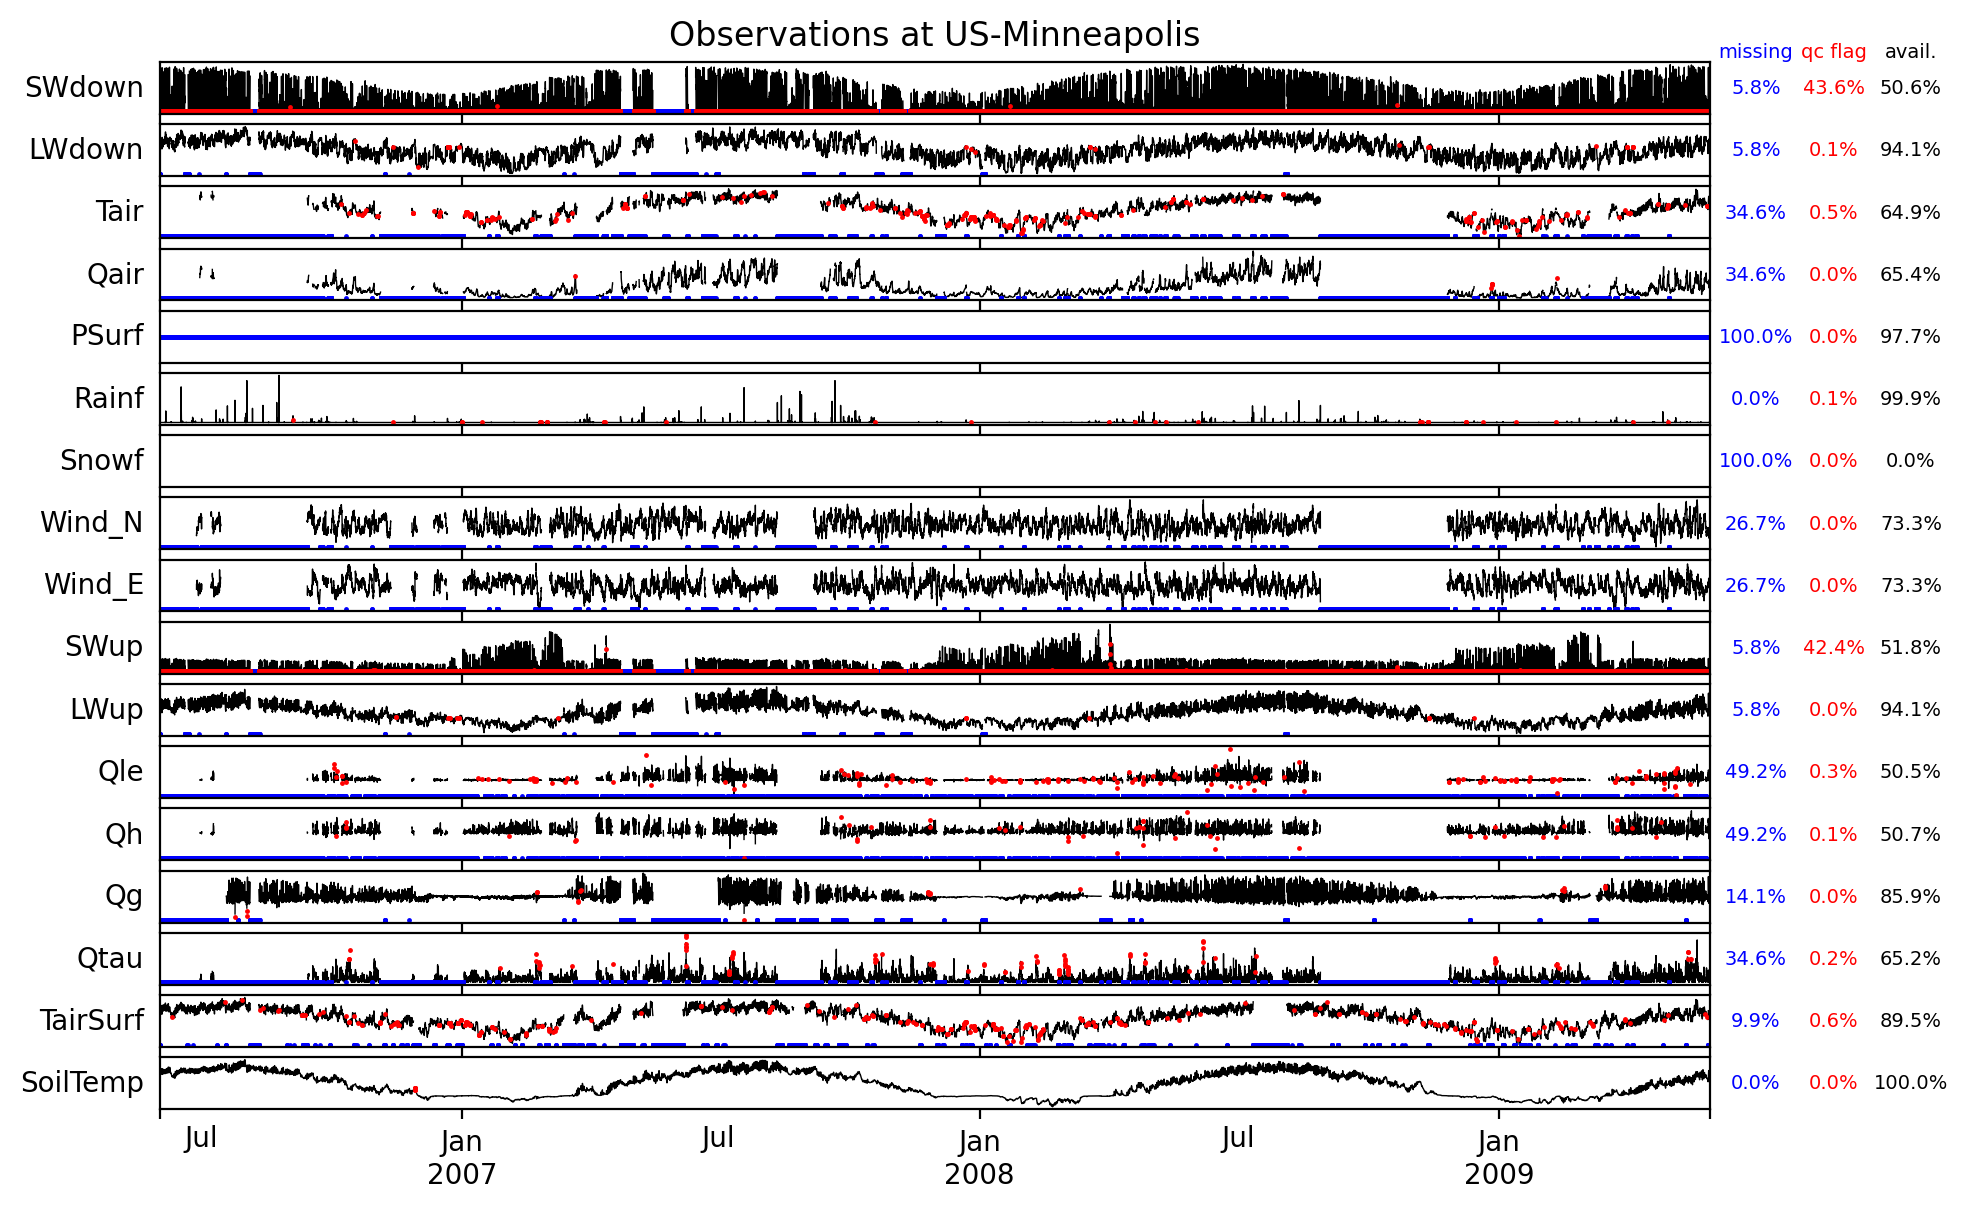 Observations at US-Minneapolis
missing qc flag avail.
SWdown 5.8% 43.6% 50.6%
LWdown 5.8% 0.1% 94.1%
Tair 34.6% 0.5% 64.9%
Qair 34.6% 0.0% 65.4%
PSurf 100.0% 0.0% 97.7%
Rainf 0.0% 0.1% 99.9%
Snowf 100.0% 0.0% 0.0%
Wind_N 26.7% 0.0% 73.3%
Wind_E 26.7% 0.0% 73.3%
SWup 5.8% 42.4% 51.8%
LWup 5.8% 0.0% 94.1%
Qle 49.2% 0.3% 50.5%
Qh 49.2% 0.1% 50.7%
Qg 14.1% 0.0% 85.9%
Qtau 34.6% 0.2% 65.2%
TairSurf 9.9% 0.6% 89.5%
SoilTemp 0.0% 0.0% 100.0%
Jul Jan Jul Jan Jul Jan
2007 2008 2009